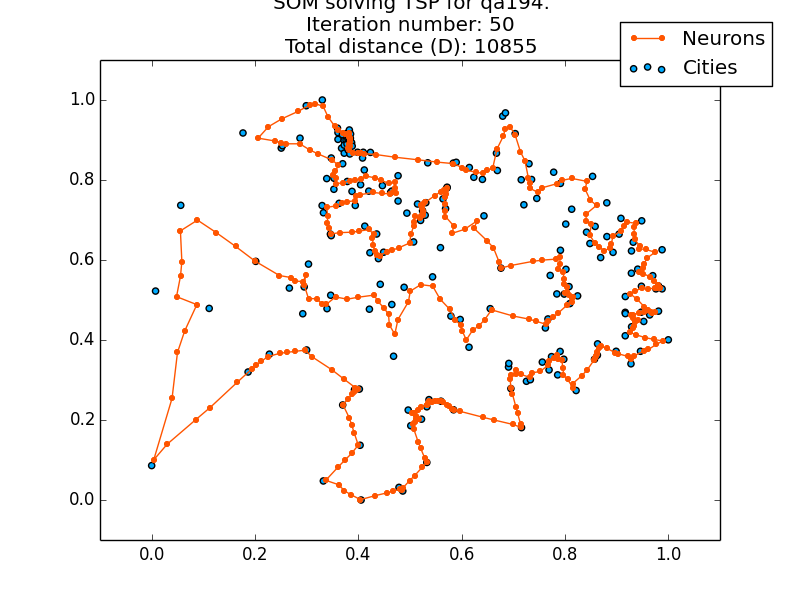 SOM solving TSP for qa194.
Iteration number: 50
Total distance (D): 10855
Neurons
Cities
1.0
0.8
0.6
0.4
0.2
0.0
0.0 0.2 0.4 0.6 0.8 1.0